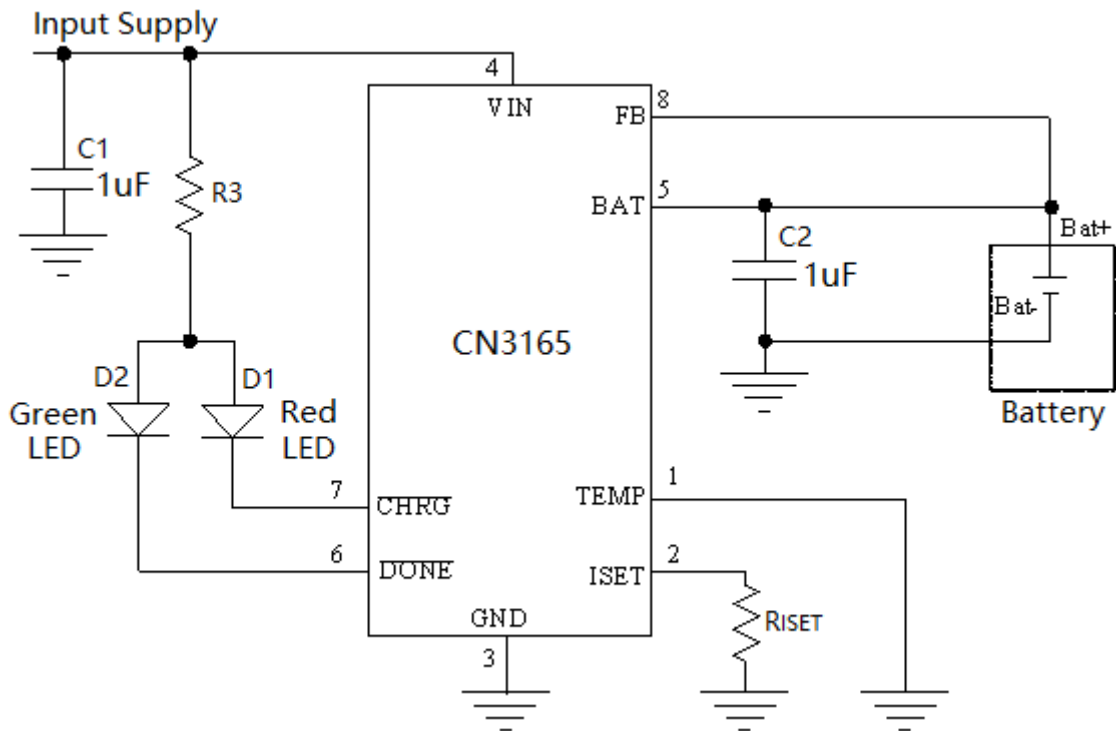 Input Supply
4
VIN
8
FB
C1
1uF
R3
5
BAT
C2
1uF
Bat+
Bat-
CN3165
Battery
D2
D1
Green
LED
Red
LED
7
CHRG
TEMP
1
6
DONE
ISET
2
RISET
GND
3